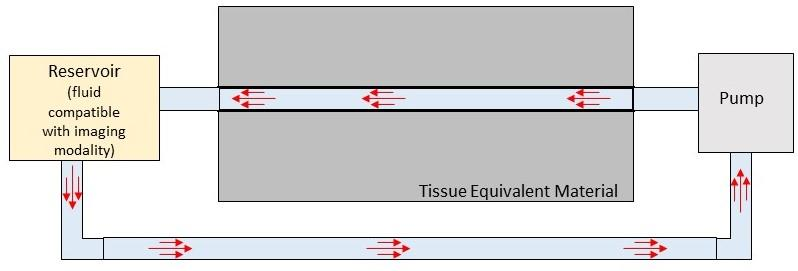 Reservoir
(fluid
compatible
with imaging
modality)
Pump
Tissue Equivalent Material